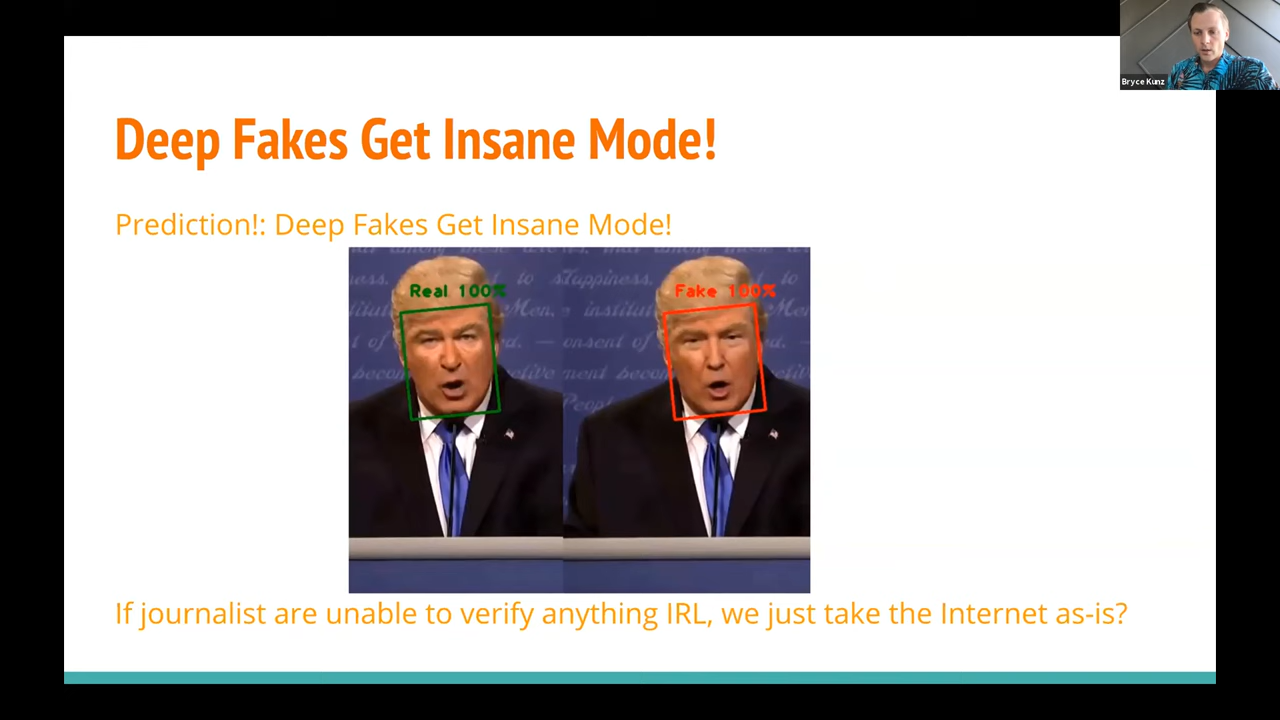 Bryce Kunz
Deep Fakes Get Insane Mode!
Prediction!: Deep Fakes Get Insane Mode!
Real 100%
Fake 100%
If journalist are unable to verify anything IRL, we just take the Internet as-is?